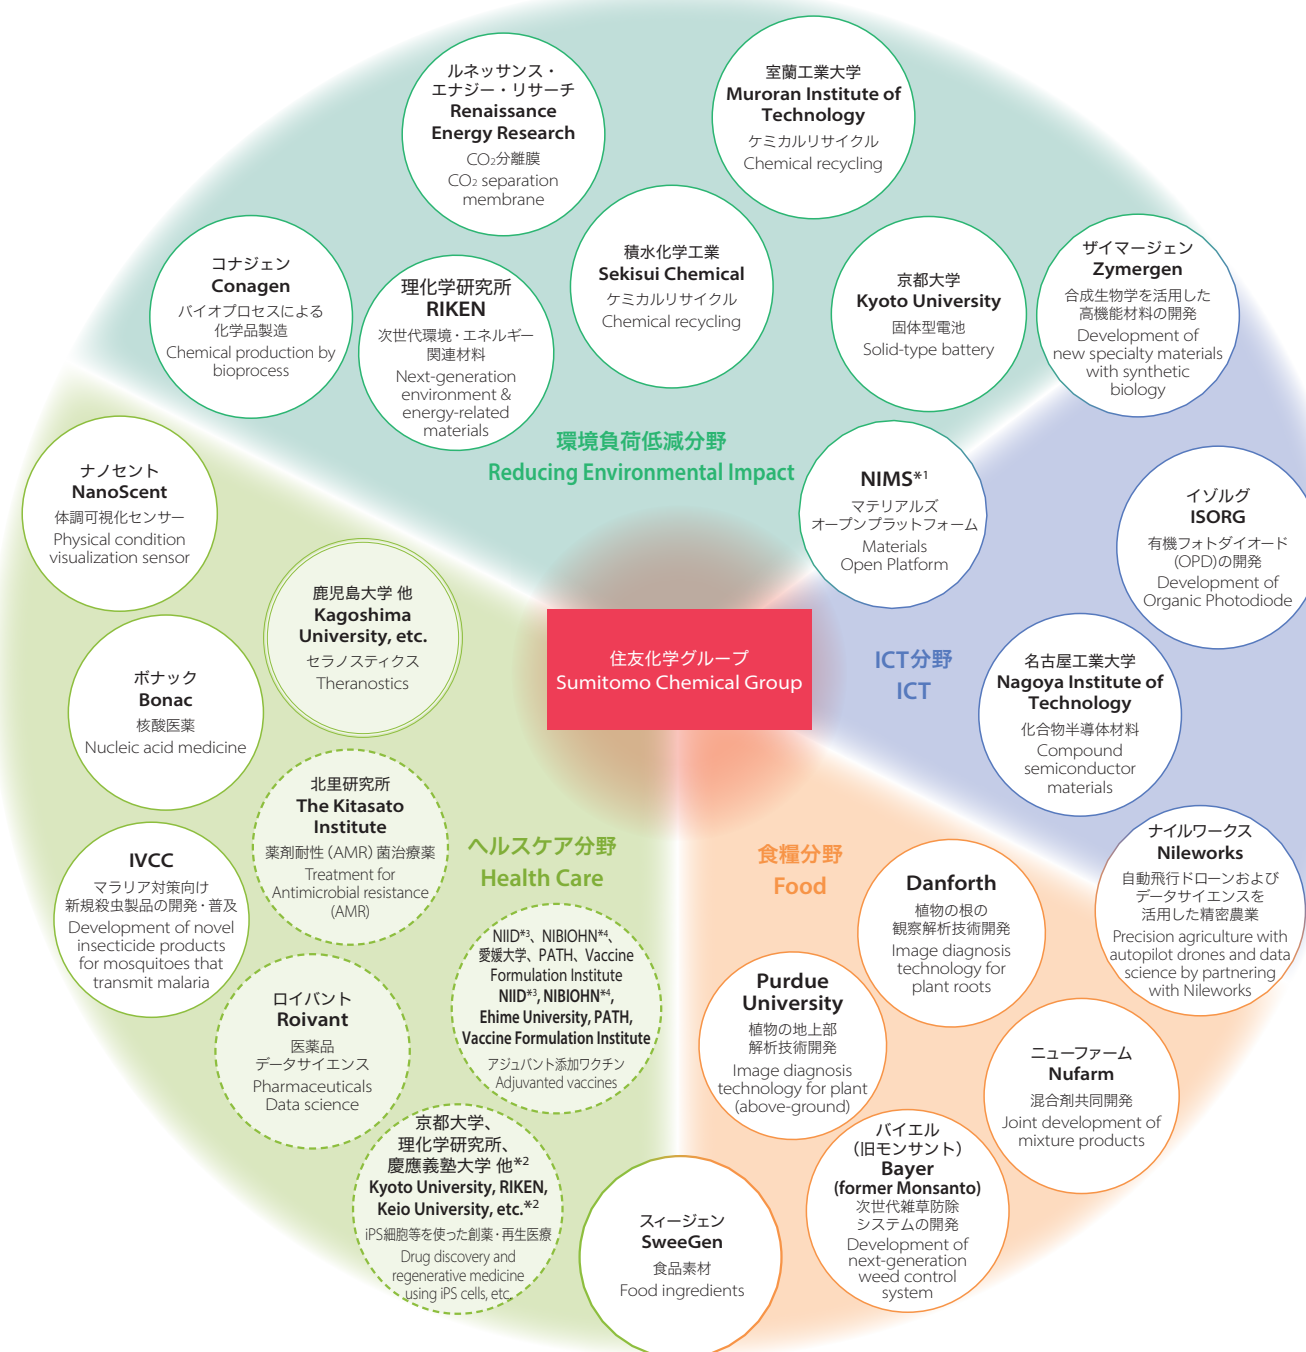 ルネッサンス・
エナジー・リサーチ
Renaissance
Energy Research
CO₂分離膜
CO₂ separation
membrane
室蘭工業大学
Muroran Institute of
Technology
ケミカルリサイクル
Chemical recycling
コナジェン
Conagen
バイオプロセスによる
化学品製造
Chemical production by
bioprocess
理化学研究所
RIKEN
次世代環境・エネルギー
関連材料
Next-generation
environment &
energy-related
materials
積水化学工業
Sekisui Chemical
ケミカルリサイクル
Chemical recycling
京都大学
Kyoto University
固体型電池
Solid-type battery
ザイマージェン
Zymergen
合成生物学を活用した
高機能材料の開発
Development of
new specialty materials
with synthetic
biology
環境負荷低減分野
Reducing Environmental Impact
NIMS*1
マテリアルズ
オープンプラットフォーム
Materials
Open Platform
イゾルグ
ISORG
有機フォトダイオード
(OPD)の開発
Development of
Organic Photodiode
ナノセント
NanoScent
体調可視化センサー
Physical condition
visualization sensor
鹿児島大学 他
Kagoshima
University, etc.
セラノスティクス
Theranostics
住友化学グループ
Sumitomo Chemical Group
ICT分野
ICT
名古屋工業大学
Nagoya Institute of
Technology
化合物半導体材料
Compound
semiconductor
materials
ボナック
Bonac
核酸医薬
Nucleic acid medicine
北里研究所
The Kitasato
Institute
薬剤耐性 (AMR) 菌治療薬
Treatment for
Antimicrobial resistance
(AMR)
ヘルスケア分野
Health Care
食糧分野
Food
IVCC
マラリア対策向け
新規殺虫製品の開発・普及
Development of novel
insecticide products
for mosquitoes that
transmit malaria
ロイバント
Roivant
医薬品
データサイエンス
Pharmaceuticals
Data science
NIID*3、NIBIOHN*4、
愛媛大学、PATH、Vaccine
Formulation Institute
NIID*3, NIBIOHN*4,
Ehime University, PATH,
Vaccine Formulation Institute
アジュバント添加ワクチン
Adjuvanted vaccines
京都大学、
理化学研究所、
慶應義塾大学 他*2
Kyoto University, RIKEN,
Keio University, etc.*2
iPS細胞等を使った創薬・再生医療
Drug discovery and
regenerative medicine
using iPS cells, etc.
スィージェン
SweeGen
食品素材
Food ingredients
Danforth
植物の根の
観察解析技術開発
Image diagnosis
technology for
plant roots
Purdue
University
植物の地上部
解析技術開発
Image diagnosis
technology for plant
(above-ground)
ナイルワークス
Nileworks
自動飛行ドローンおよび
データサイエンスを
活用した精密農業
Precision agriculture with
autopilot drones and data
science by partnering
with Nileworks
ニューファーム
Nufarm
混合剤共同開発
Joint development of
mixture products
バイエル
（旧モンサント）
Bayer
(former Monsanto)
次世代雑草防除
システムの開発
Development of
next-generation
weed control
system